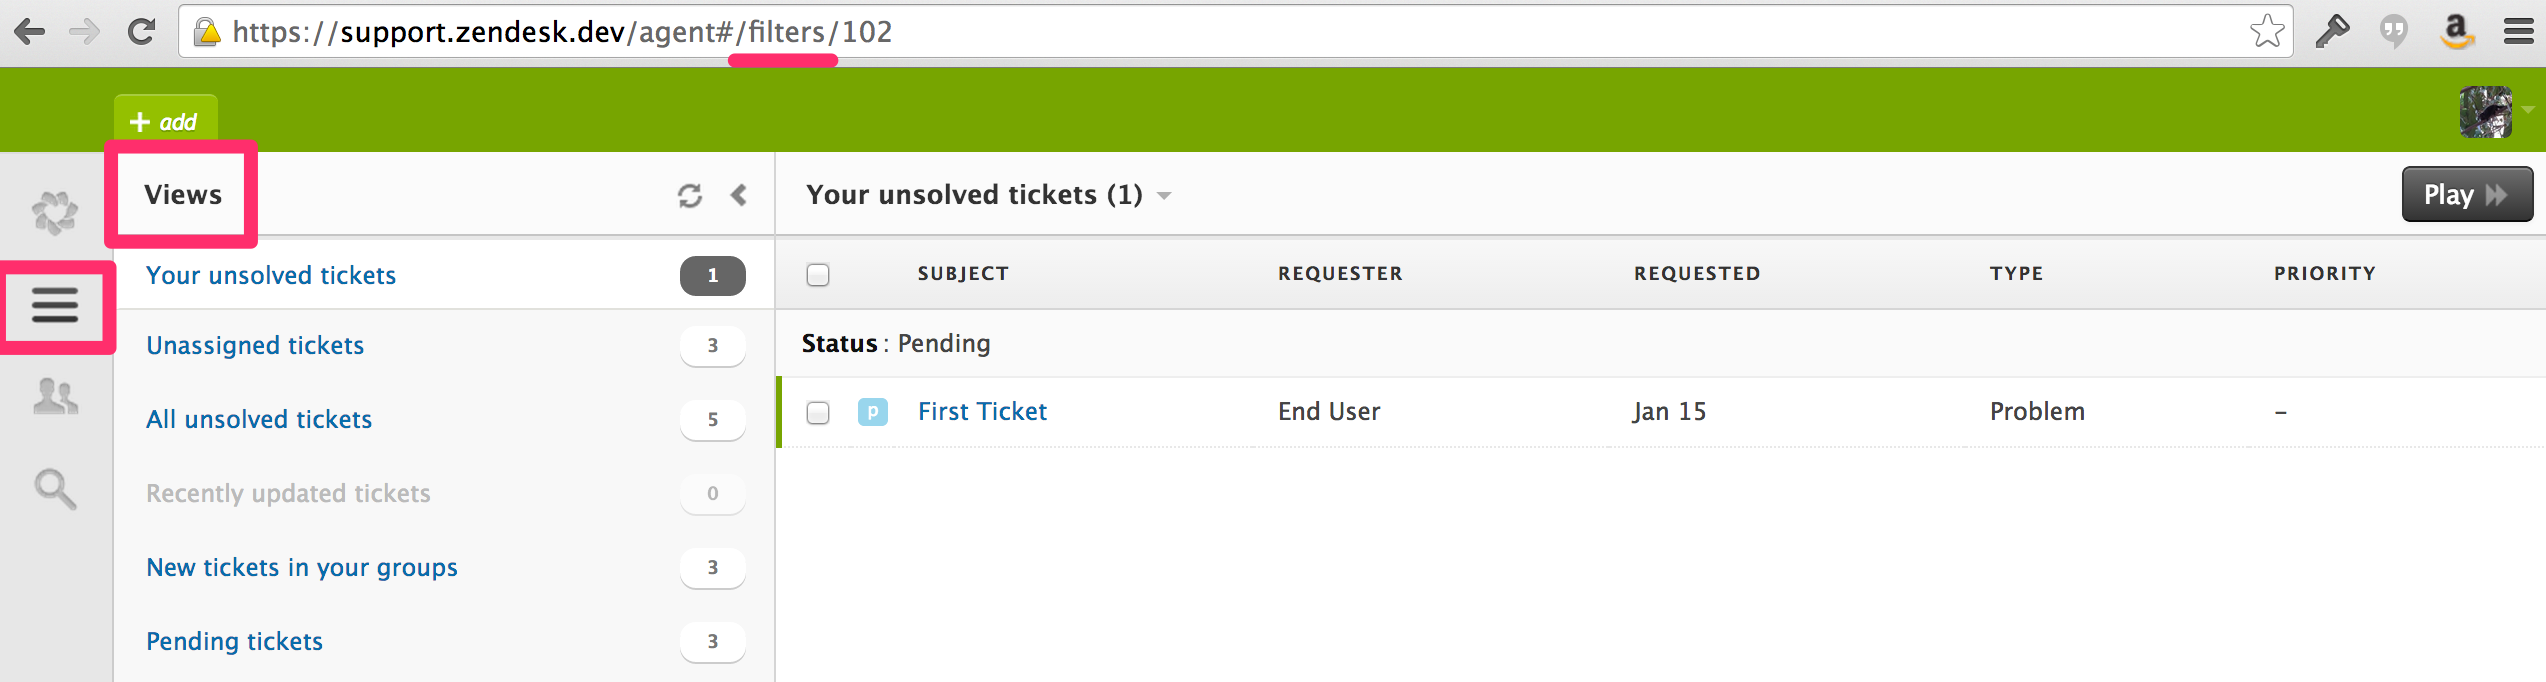 https://support.zendesk.dev/agent#/filters/102
+ add
Views
Your unsolved tickets (1)
Play
Your unsolved tickets 1
Unassigned tickets 3
All unsolved tickets 5
Recently updated tickets 0
New tickets in your groups 3
Pending tickets 3
SUBJECT REQUESTER REQUESTED TYPE PRIORITY
Status : Pending
p First Ticket End User Jan 15 Problem –